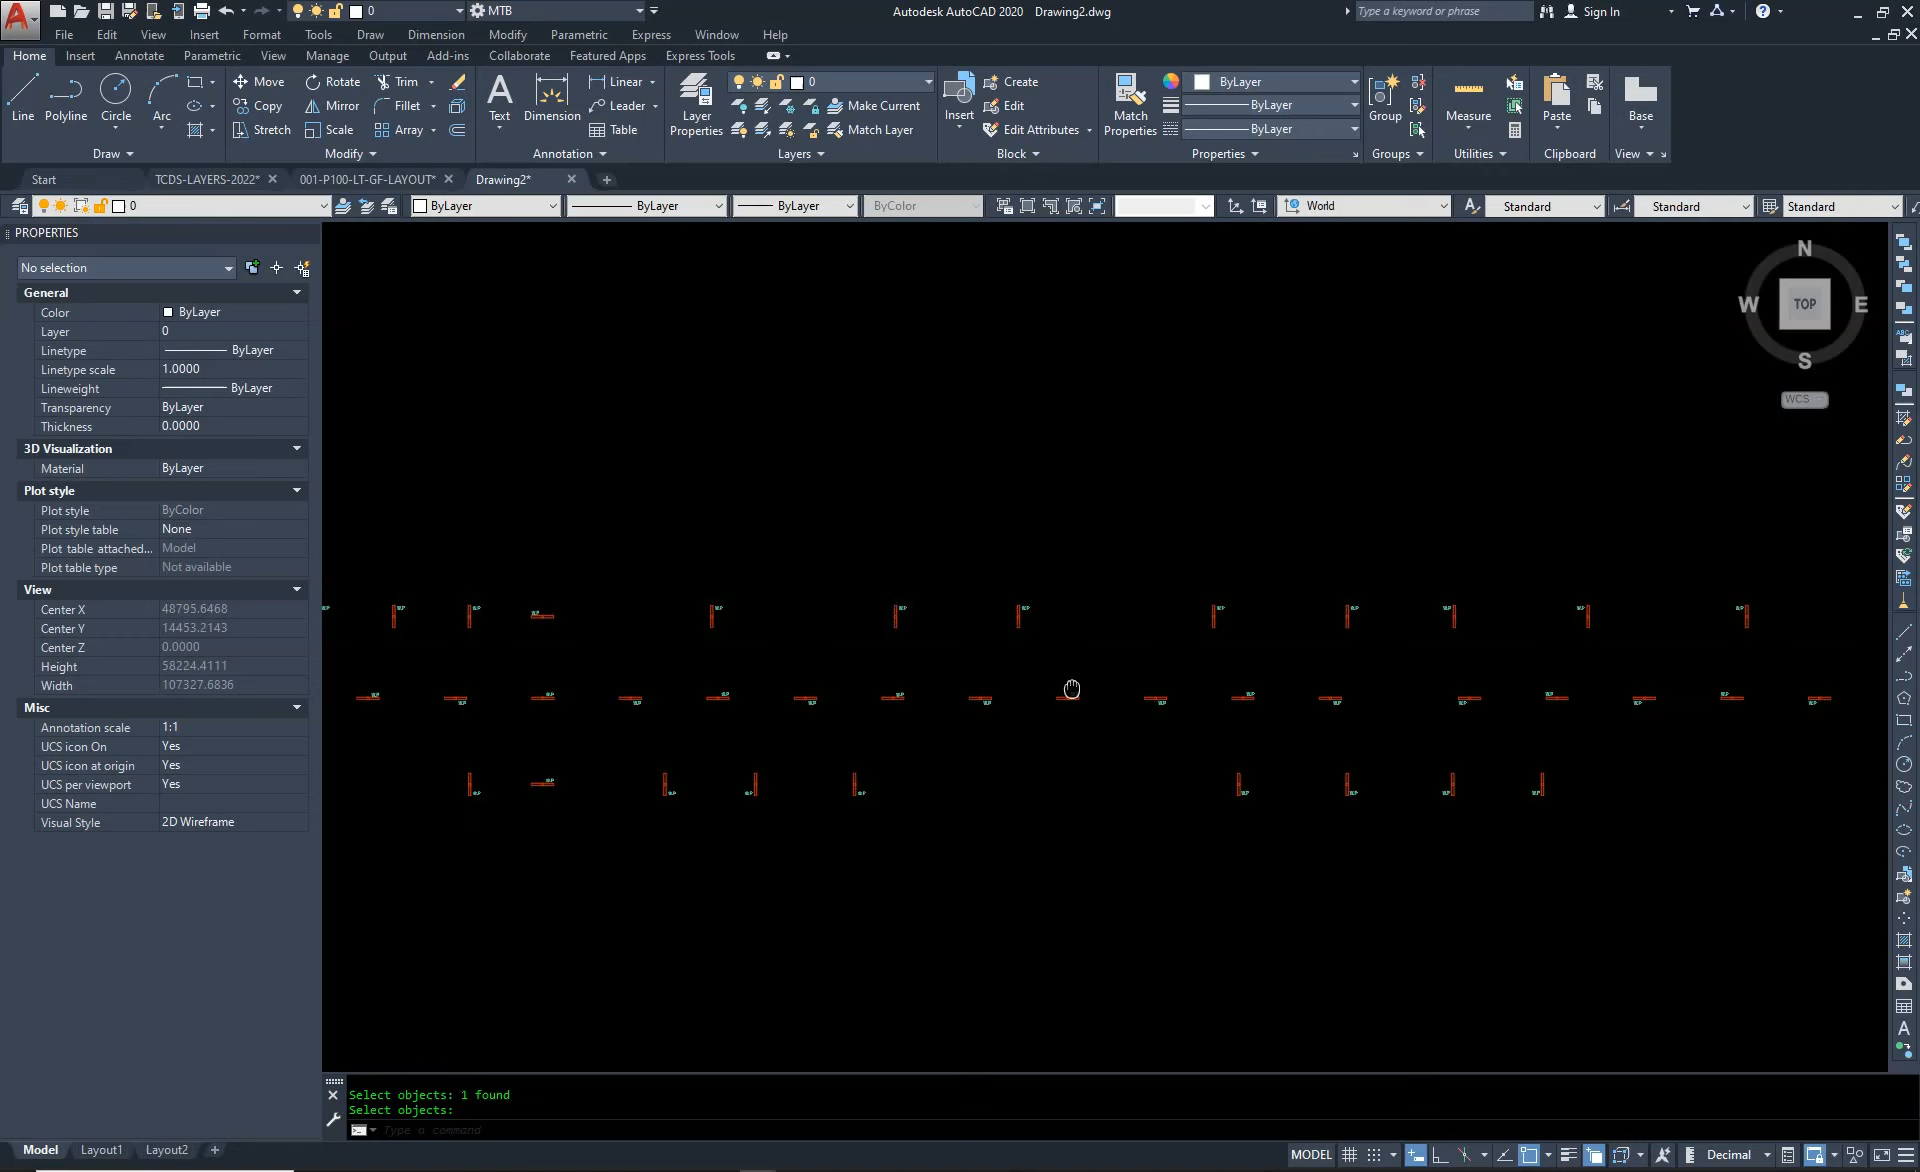 0
MTB
Autodesk AutoCAD 2020 Drawing2.dwg
Type a keyword or phrase
Sign In
File Edit View Insert Format Tools Draw Dimension Modify Parametric Express Window Help
Home Insert Annotate Parametric View Manage Output Add-ins Collaborate Featured Apps Express Tools
Line Polyline Circle Arc
Move Rotate Trim
Copy Mirror Fillet
Stretch Scale Array
Text Dimension
Linear
Leader
Table
Layer Properties
0
Make Current
Match Layer
Insert
Create
Edit
Edit Attributes
Match Properties
ByLayer
ByLayer
ByLayer
Group
Measure
Paste
Base
Draw Modify Annotation Layers Block Properties Groups Utilities Clipboard View
Start TCDS-LAYERS-2022* 001-P100-LT-GF-LAYOUT* Drawing2*
0 ByLayer ByLayer ByLayer ByColor World Standard Standard Standard
PROPERTIES
No selection
General
Color ByLayer
Layer 0
Linetype ByLayer
Linetype scale 1.0000
Lineweight ByLayer
Transparency ByLayer
Thickness 0.0000
3D Visualization
Material ByLayer
Plot style
Plot style ByColor
Plot style table None
Plot table attached... Model
Plot table type Not available
View
Center X 48795.6468
Center Y 14453.2143
Center Z 0.0000
Height 58224.4111
Width 107327.6836
Misc
Annotation scale 1:1
UCS icon On Yes
UCS icon at origin Yes
UCS per viewport Yes
UCS Name
Visual Style 2D Wireframe
N
W TOP E
S
WCS
Select objects: 1 found
Select objects:
Type a command
Model Layout1 Layout2
MODEL
Decimal